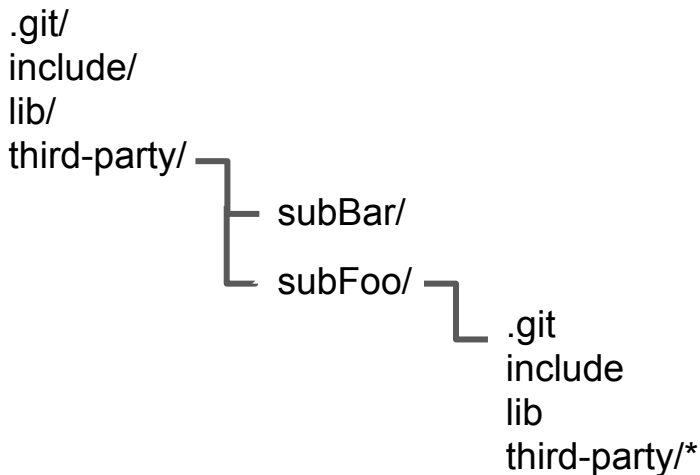 .git/
include/
lib/
third-party/
subBar/
subFoo/
.git
include
lib
third-party/*